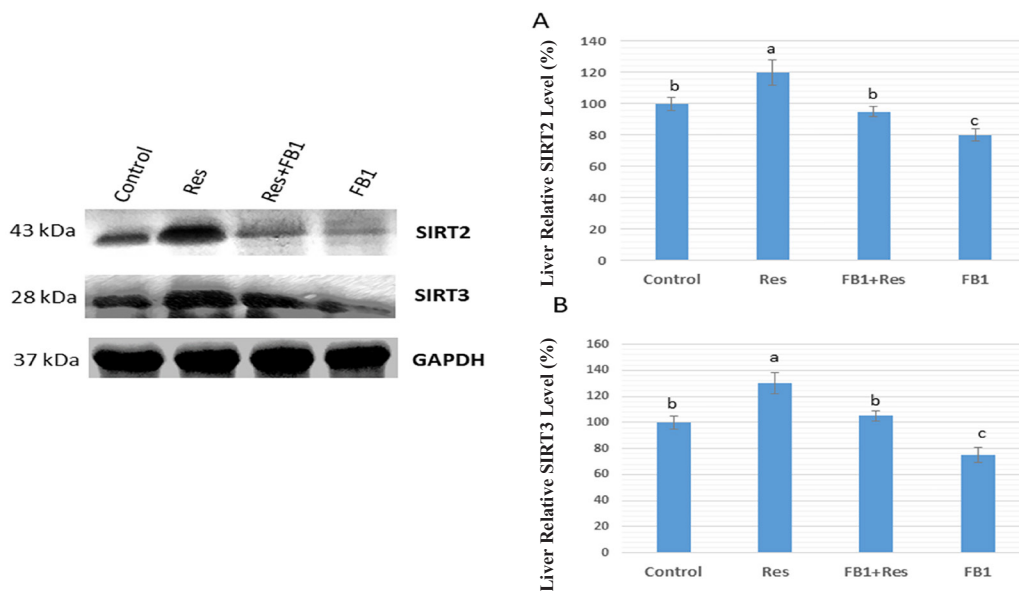 Control Res Res+FB1 FB1
43 kDa SIRT2
28 kDa SIRT3
37 kDa GAPDH
A
Liver Relative SIRT2 Level (%)
140
120
100
80
60
40
20
0
b a b c
Control Res FB1+Res FB1
B
Liver Relative SIRT3 Level (%)
160
140
120
100
80
60
40
20
0
b a b c
Control Res FB1+Res FB1